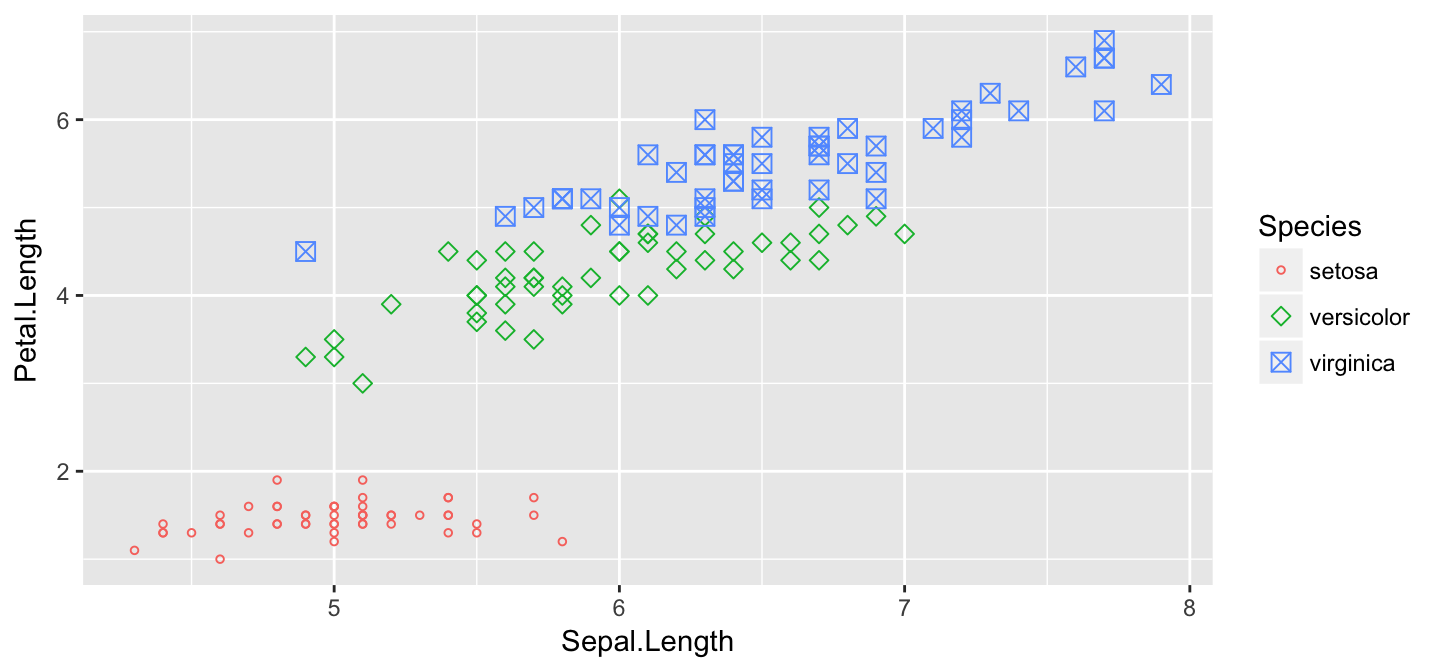 Petal.Length
6
4
2
5 6 7 8
Sepal.Length
Species
setosa
versicolor
virginica